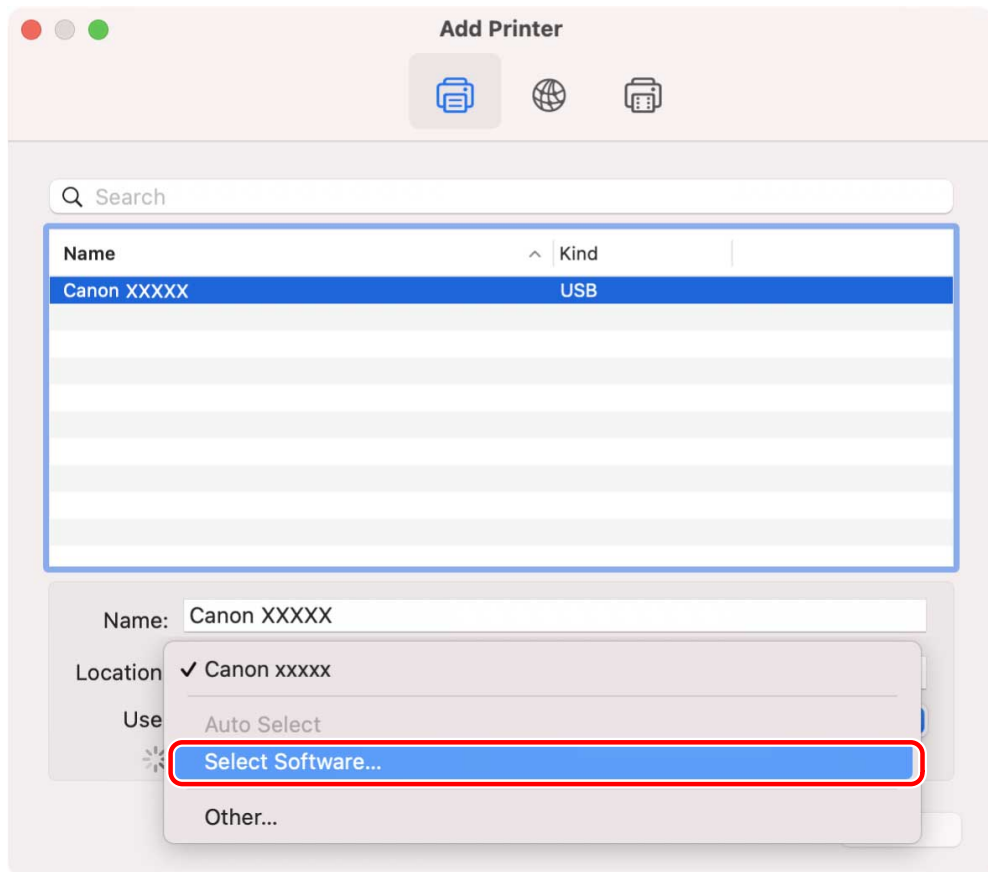 Add Printer
Search
Name Kind
Canon XXXXX USB
Name: Canon XXXXX
Location
✓ Canon xxxxx
Use
Auto Select
Select Software...
Other...